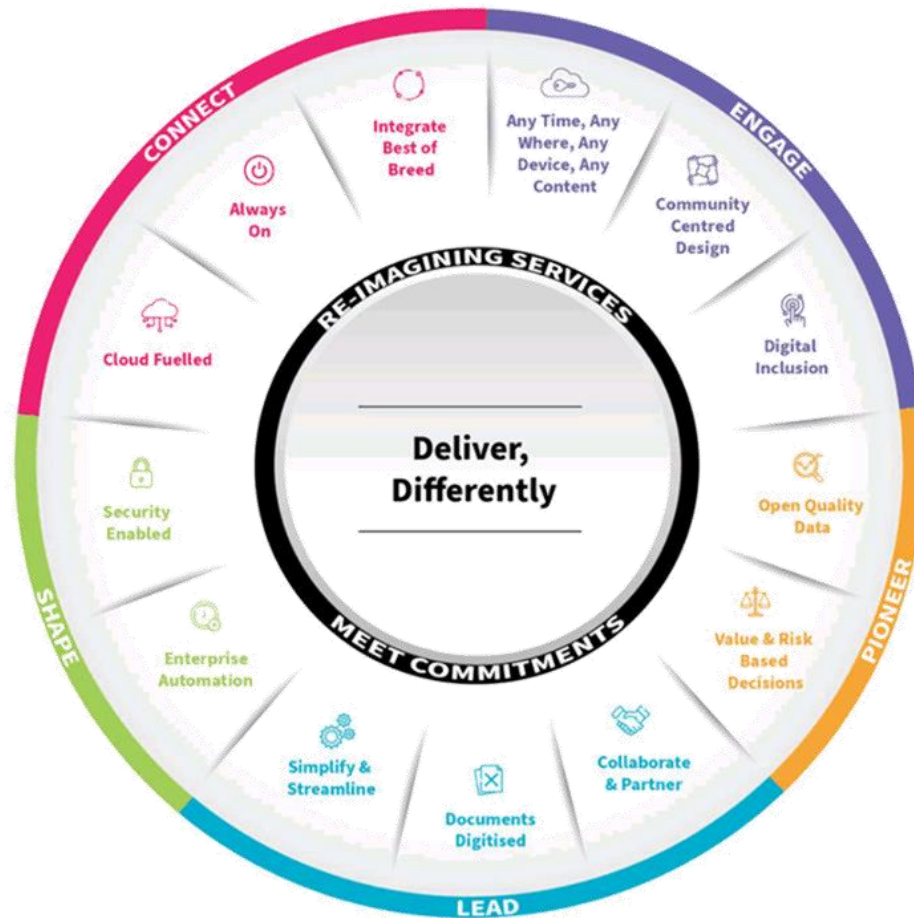 CONNECT
Integrate
Best of
Breed
Always
On
Cloud Fuelled
ENGAGE
Any Time, Any
Where, Any
Device, Any
Content
Community
Centred
Design
Digital
Inclusion
PIONEER
Open Quality
Data
Value & Risk
Based
Decisions
LEAD
Collaborate
& Partner
Documents
Digitised
Simplify &
Streamline
SHAPE
Enterprise
Automation
Security
Enabled
RE-IMAGINING SERVICES
Deliver,
Differently
MEET COMMITMENTS